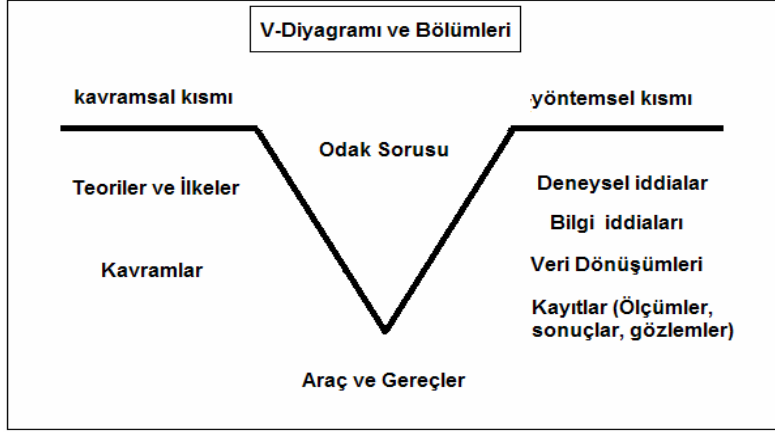 V-Diyagramı ve Bölümleri
kavramsal kısmı
yöntemsel kısmı
Odak Sorusu
Teoriler ve İlkeler
Kavramlar
Deneysel iddialar
Bilgi iddiaları
Veri Dönüşümleri
Kayıtlar (Ölçümler,
sonuçlar, gözlemler)
Araç ve Gereçler